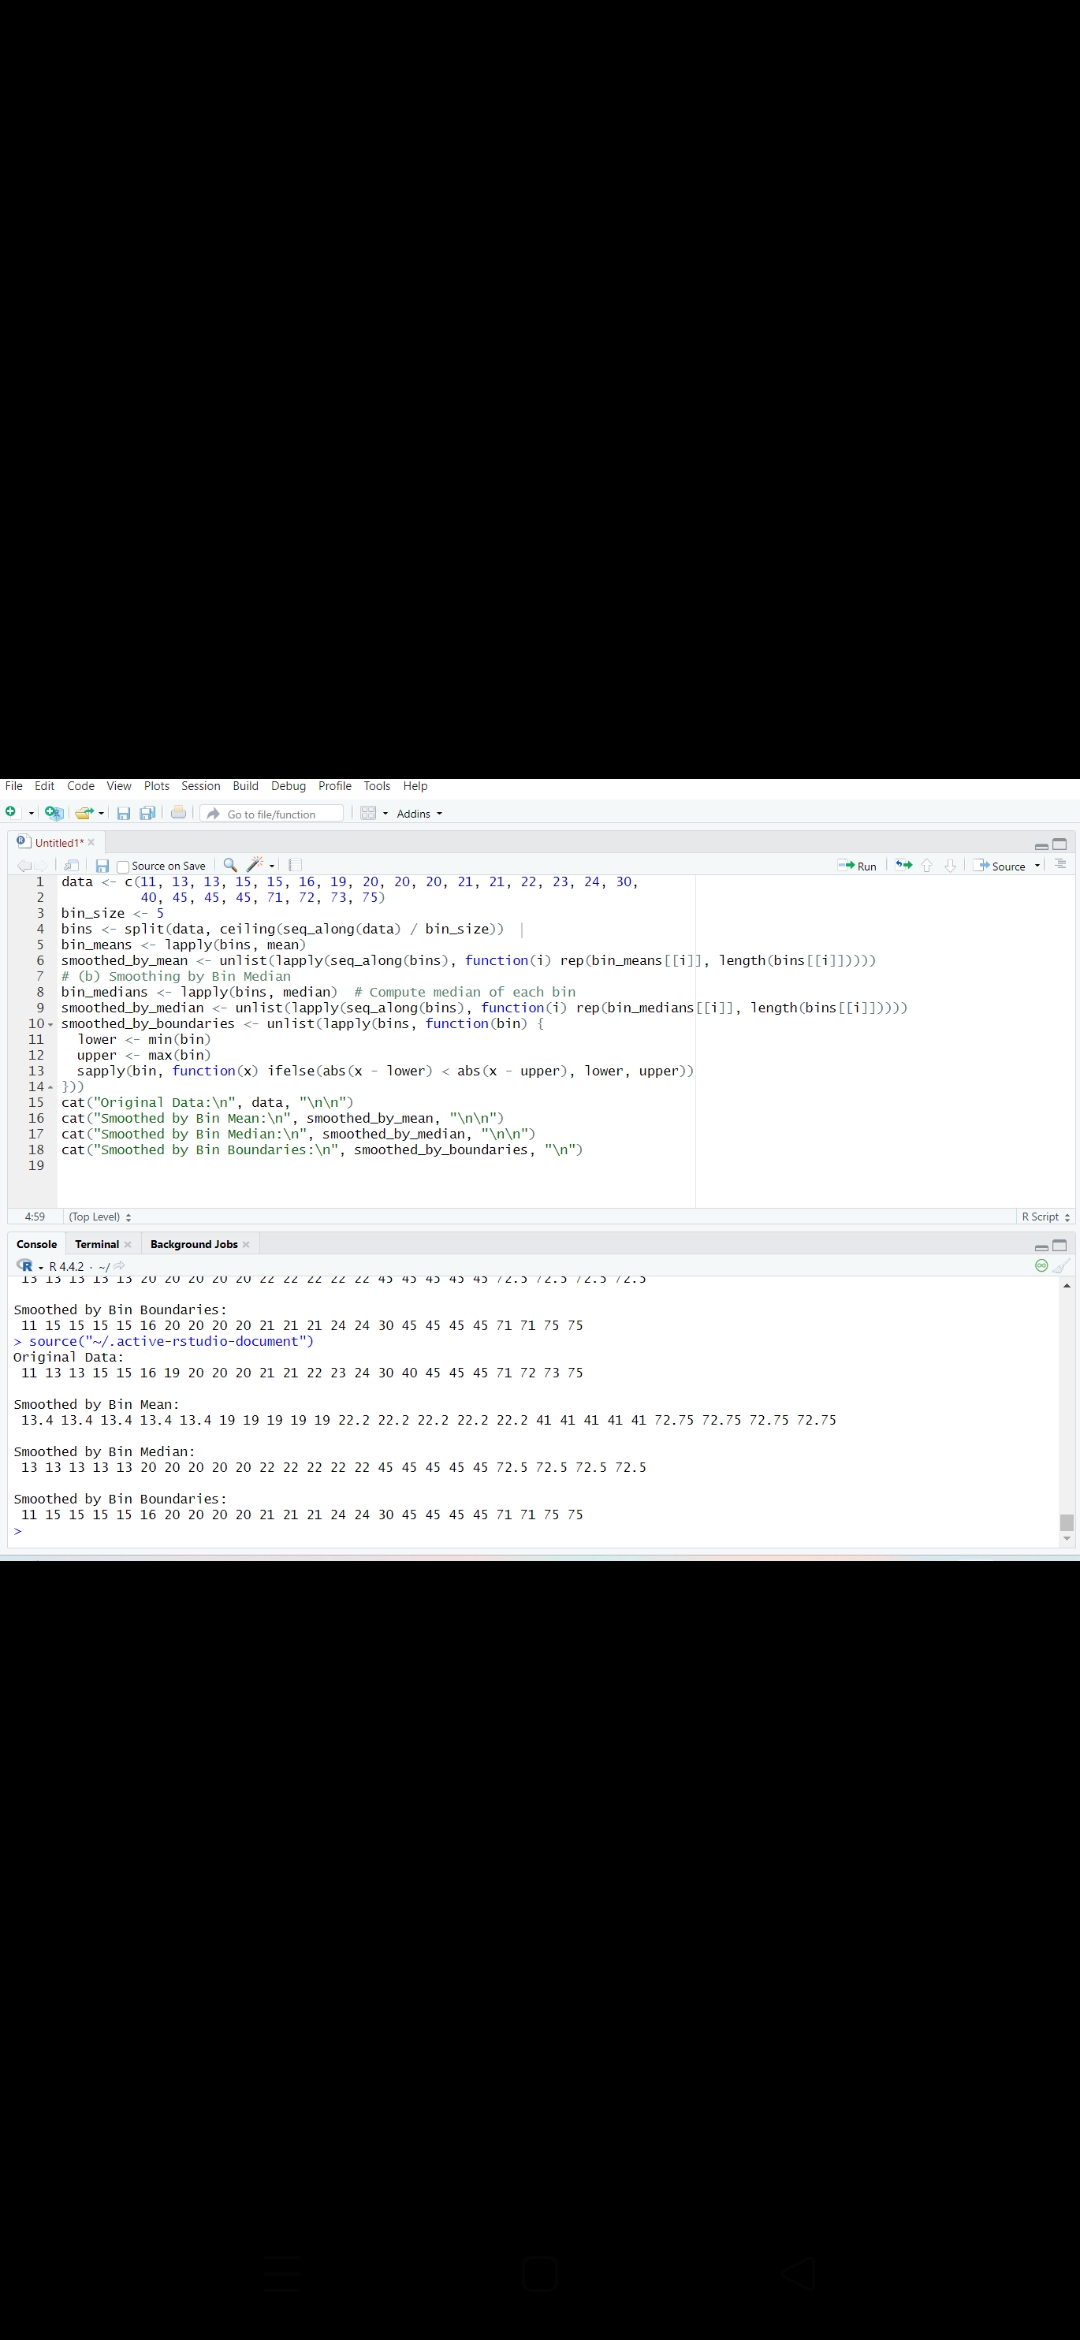 File Edit Code View Plots Session Build Debug Profile Tools Help
Go to file/function Addins
Untitled1*
Source on Save Run Source
1 data <- c(11, 13, 13, 15, 15, 16, 19, 20, 20, 20, 21, 21, 22, 23, 24, 30,
2 40, 45, 45, 45, 71, 72, 73, 75)
3 bin_size <- 5
4 bins <- split(data, ceiling(seq_along(data) / bin_size))
5 bin_means <- lapply(bins, mean)
6 smoothed_by_mean <- unlist(lapply(seq_along(bins), function(i) rep(bin_means[[i]], length(bins[[i]]))))
7 # (b) Smoothing by Bin Median
8 bin_medians <- lapply(bins, median)  # Compute median of each bin
9 smoothed_by_median <- unlist(lapply(seq_along(bins), function(i) rep(bin_medians[[i]], length(bins[[i]]))))
10 smoothed_by_boundaries <- unlist(lapply(bins, function(bin) {
11 lower <- min(bin)
12 upper <- max(bin)
13 sapply(bin, function(x) ifelse(abs(x - lower) < abs(x - upper), lower, upper))
14 }))
15 cat("Original Data:\n", data, "\n\n")
16 cat("Smoothed by Bin Mean:\n", smoothed_by_mean, "\n\n")
17 cat("Smoothed by Bin Median:\n", smoothed_by_median, "\n\n")
18 cat("Smoothed by Bin Boundaries:\n", smoothed_by_boundaries, "\n")
19
4:59 (Top Level) R Script
Console Terminal Background Jobs
R 4.4.2 · ~/
13 13 13 13 13 20 20 20 20 20 22 22 22 22 22 45 45 45 45 45 72.5 72.5 72.5 72.5
Smoothed by Bin Boundaries:
11 15 15 15 15 16 20 20 20 20 21 21 21 24 24 30 45 45 45 45 71 71 75 75
> source("~/.active-rstudio-document")
Original Data:
11 13 13 15 15 16 19 20 20 20 21 21 22 23 24 30 40 45 45 45 71 72 73 75
Smoothed by Bin Mean:
13.4 13.4 13.4 13.4 13.4 19 19 19 19 19 22.2 22.2 22.2 22.2 22.2 41 41 41 41 41 72.75 72.75 72.75 72.75
Smoothed by Bin Median:
13 13 13 13 13 20 20 20 20 20 22 22 22 22 22 45 45 45 45 45 72.5 72.5 72.5 72.5
Smoothed by Bin Boundaries:
11 15 15 15 15 16 20 20 20 20 21 21 21 24 24 30 45 45 45 45 71 71 75 75
>